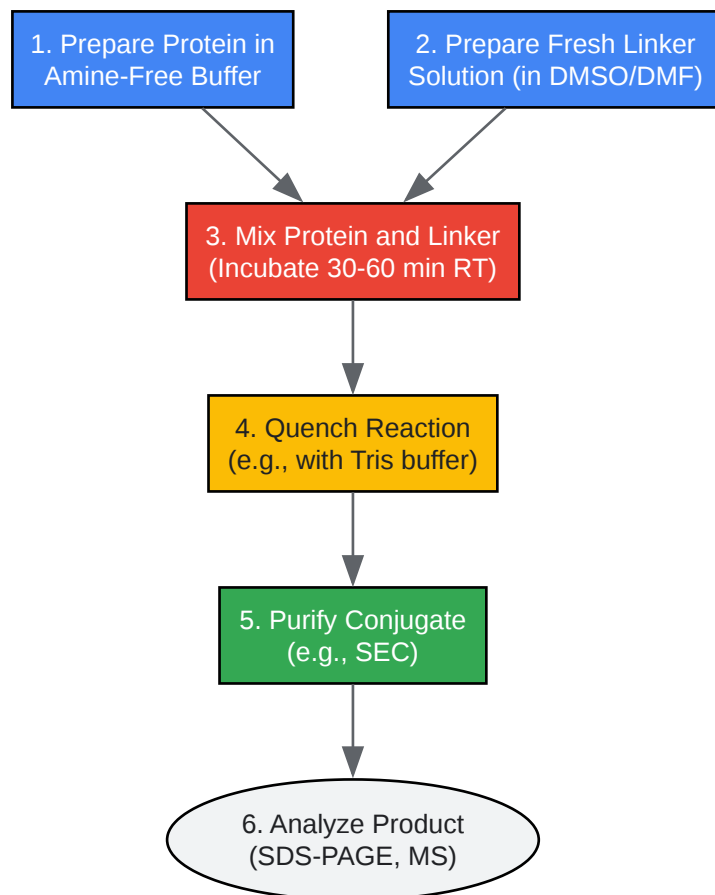 1. Prepare Protein in
Amine-Free Buffer
2. Prepare Fresh Linker
Solution (in DMSO/DMF)
3. Mix Protein and Linker
(Incubate 30-60 min RT)
4. Quench Reaction
(e.g., with Tris buffer)
5. Purify Conjugate
(e.g., SEC)
6. Analyze Product
(SDS-PAGE, MS)